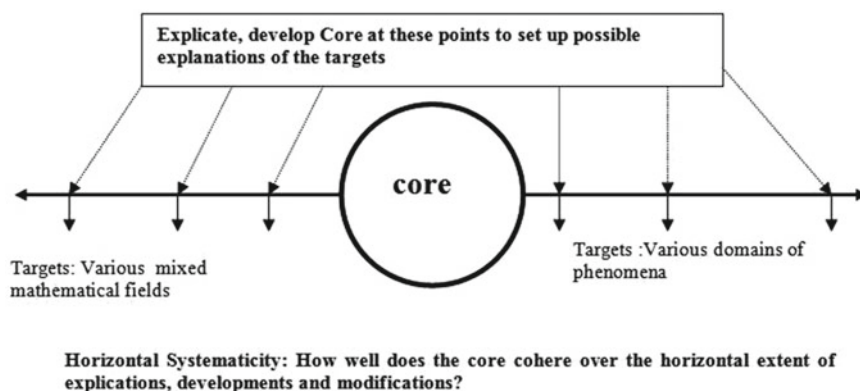 Explicate, develop Core at these points to set up possible
explanations of the targets
core
Targets: Various mixed
mathematical fields
Targets :Various domains of
phenomena
Horizontal Systematicity: How well does the core cohere over the horizontal extent of
explications, developments and modifications?